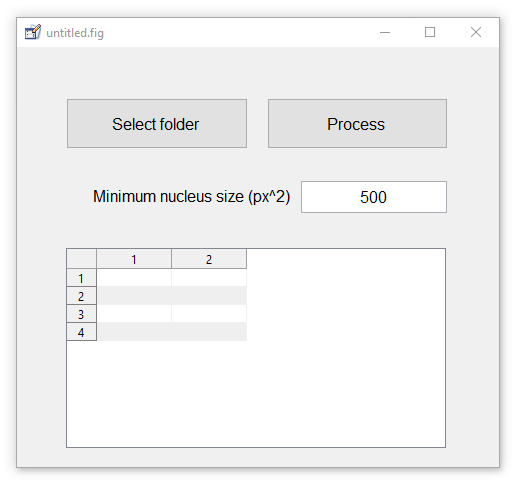 untitled.fig
Select folder Process
Minimum nucleus size (px^2) 500
1 2
1
2
3
4